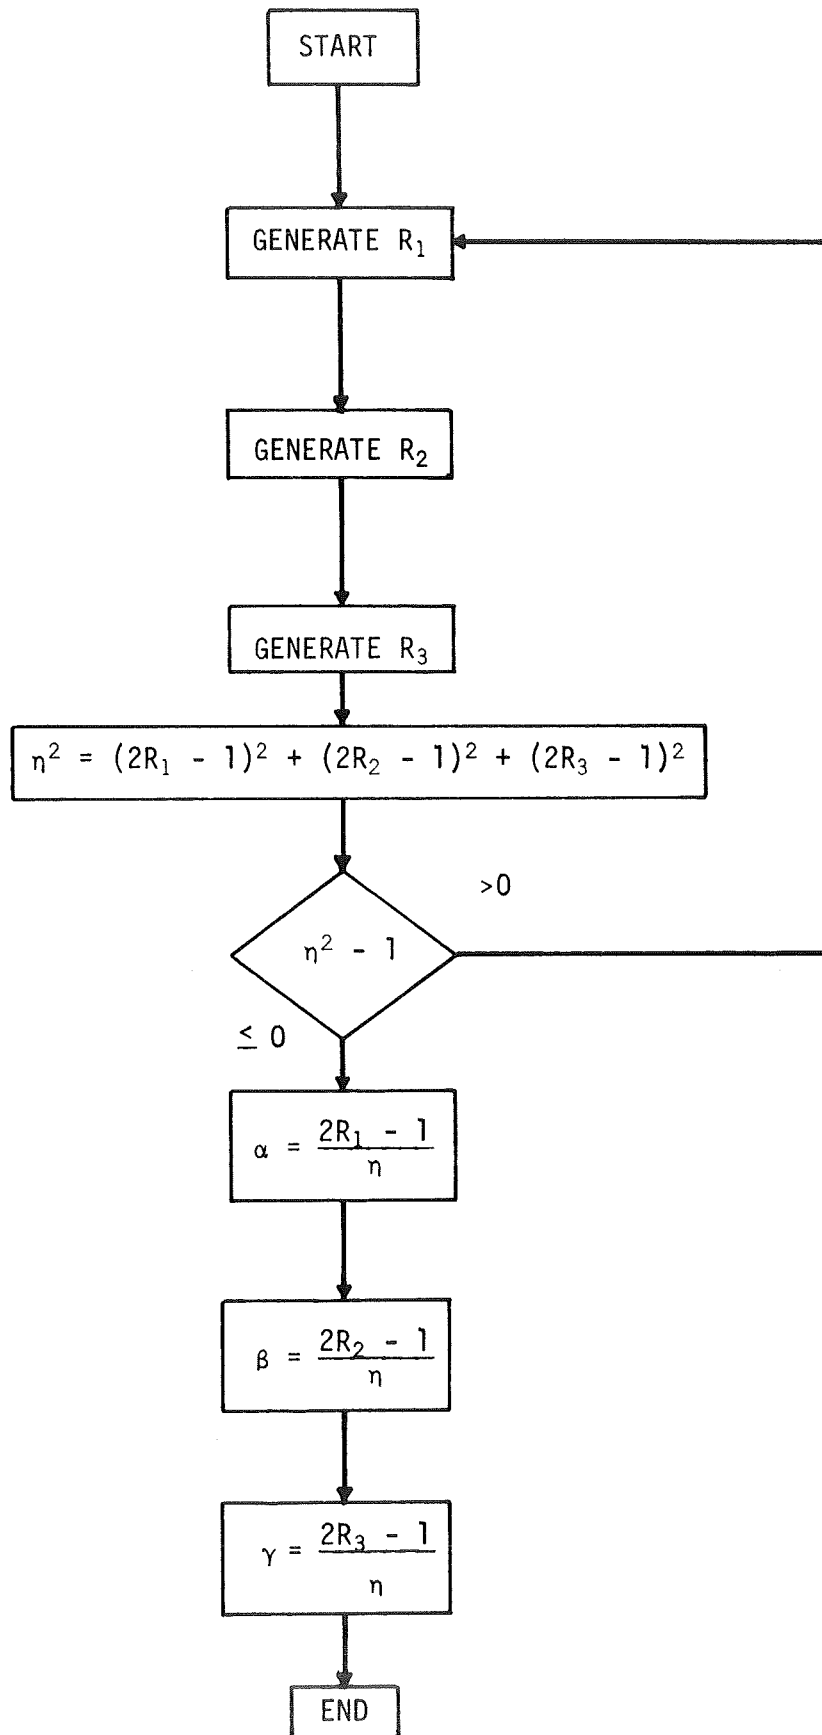 START
GENERATE R₁
GENERATE R₂
GENERATE R₃
η² = (2R₁ - 1)² + (2R₂ - 1)² + (2R₃ - 1)²
>0
η² - 1
≤ 0
α = (2R₁ - 1)/η
β = (2R₂ - 1)/η
γ = (2R₃ - 1)/η
END